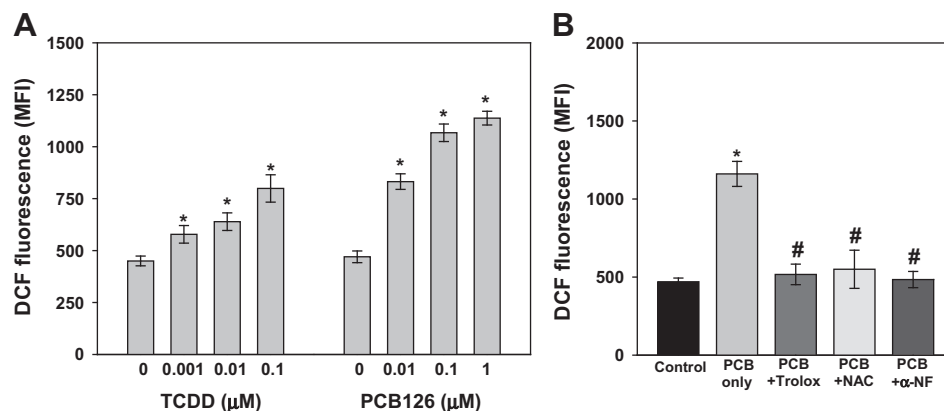 A
1500
1250
1000
750
500
250
0
DCF fluorescence (MFI)
* * * * * *
0 0.001 0.01 0.1 0 0.01 0.1 1
TCDD (μM) PCB126 (μM)
B
2000
1500
1000
500
0
DCF fluorescence (MFI)
*
# # #
Control PCB only PCB +Trolox PCB +NAC PCB +α-NF